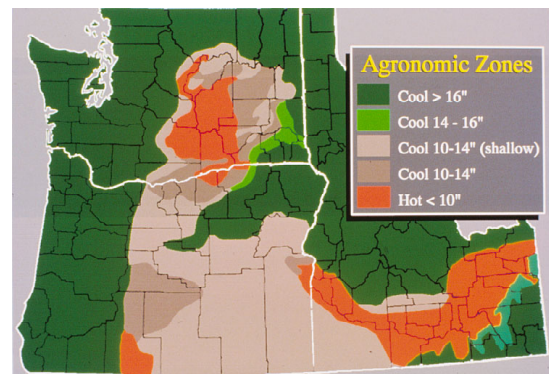 Agronomic Zones
Cool > 16"
Cool 14 - 16"
Cool 10-14" (shallow)
Cool 10-14"
Hot < 10"